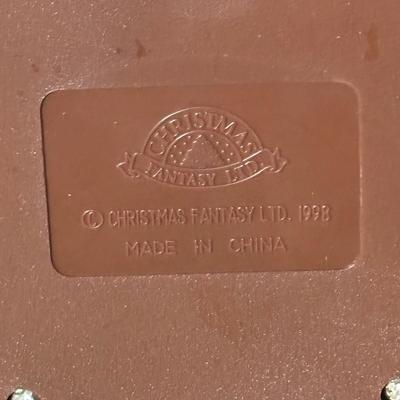 CHRISTMAS
FANTASY LTD.
© CHRISTMAS FANTASY LTD. 1998
MADE IN CHINA